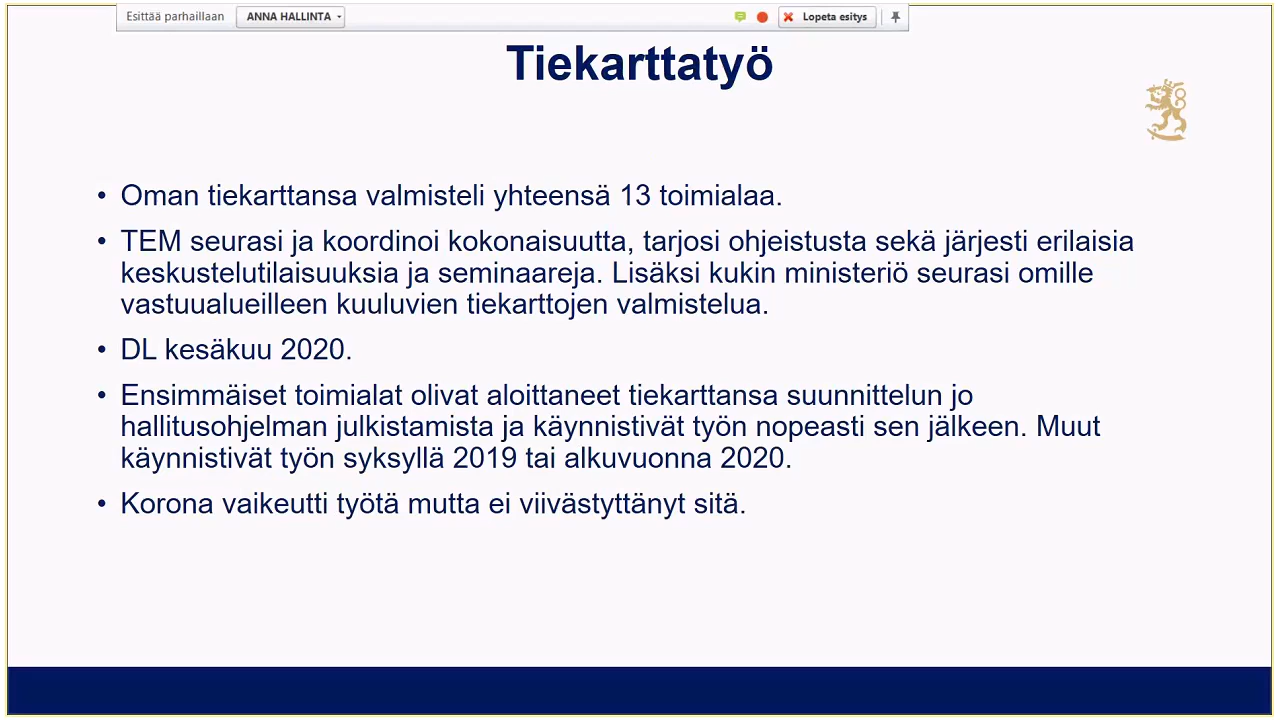 Esittää parhaillaan ANNA HALLINTA Lopeta esitys
Tiekarttatyö
• Oman tiekarttansa valmisteli yhteensä 13 toimialaa.
• TEM seurasi ja koordinoi kokonaisuutta, tarjosi ohjeistusta sekä järjesti erilaisia
keskustelutilaisuuksia ja seminaareja. Lisäksi kukin ministeriö seurasi omille
vastuualueilleen kuuluvien tiekarttojen valmistelua.
• DL kesäkuu 2020.
• Ensimmäiset toimialat olivat aloittaneet tiekarttansa suunnittelun jo
hallitusohjelman julkistamista ja käynnistivät työn nopeasti sen jälkeen. Muut
käynnistivät työn syksyllä 2019 tai alkuvuonna 2020.
• Korona vaikeutti työtä mutta ei viivästyttänyt sitä.